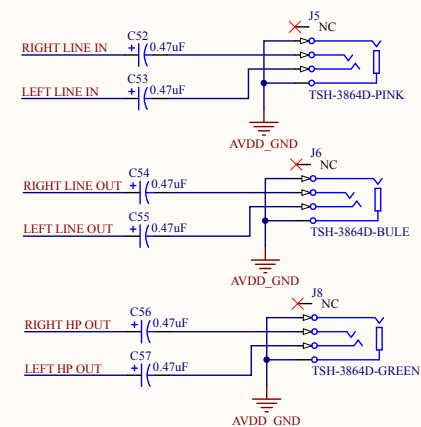 J5
NC
C52
+ 0.47uF
RIGHT LINE IN
C53
+ 0.47uF
LEFT LINE IN
TSH-3864D-PINK
AVDD_GND
J6
NC
C54
+ 0.47uF
RIGHT LINE OUT
C55
+ 0.47uF
LEFT LINE OUT
TSH-3864D-BULE
AVDD_GND
J8
NC
C56
+ 0.47uF
RIGHT HP OUT
C57
+ 0.47uF
LEFT HP OUT
TSH-3864D-GREEN
AVDD_GND